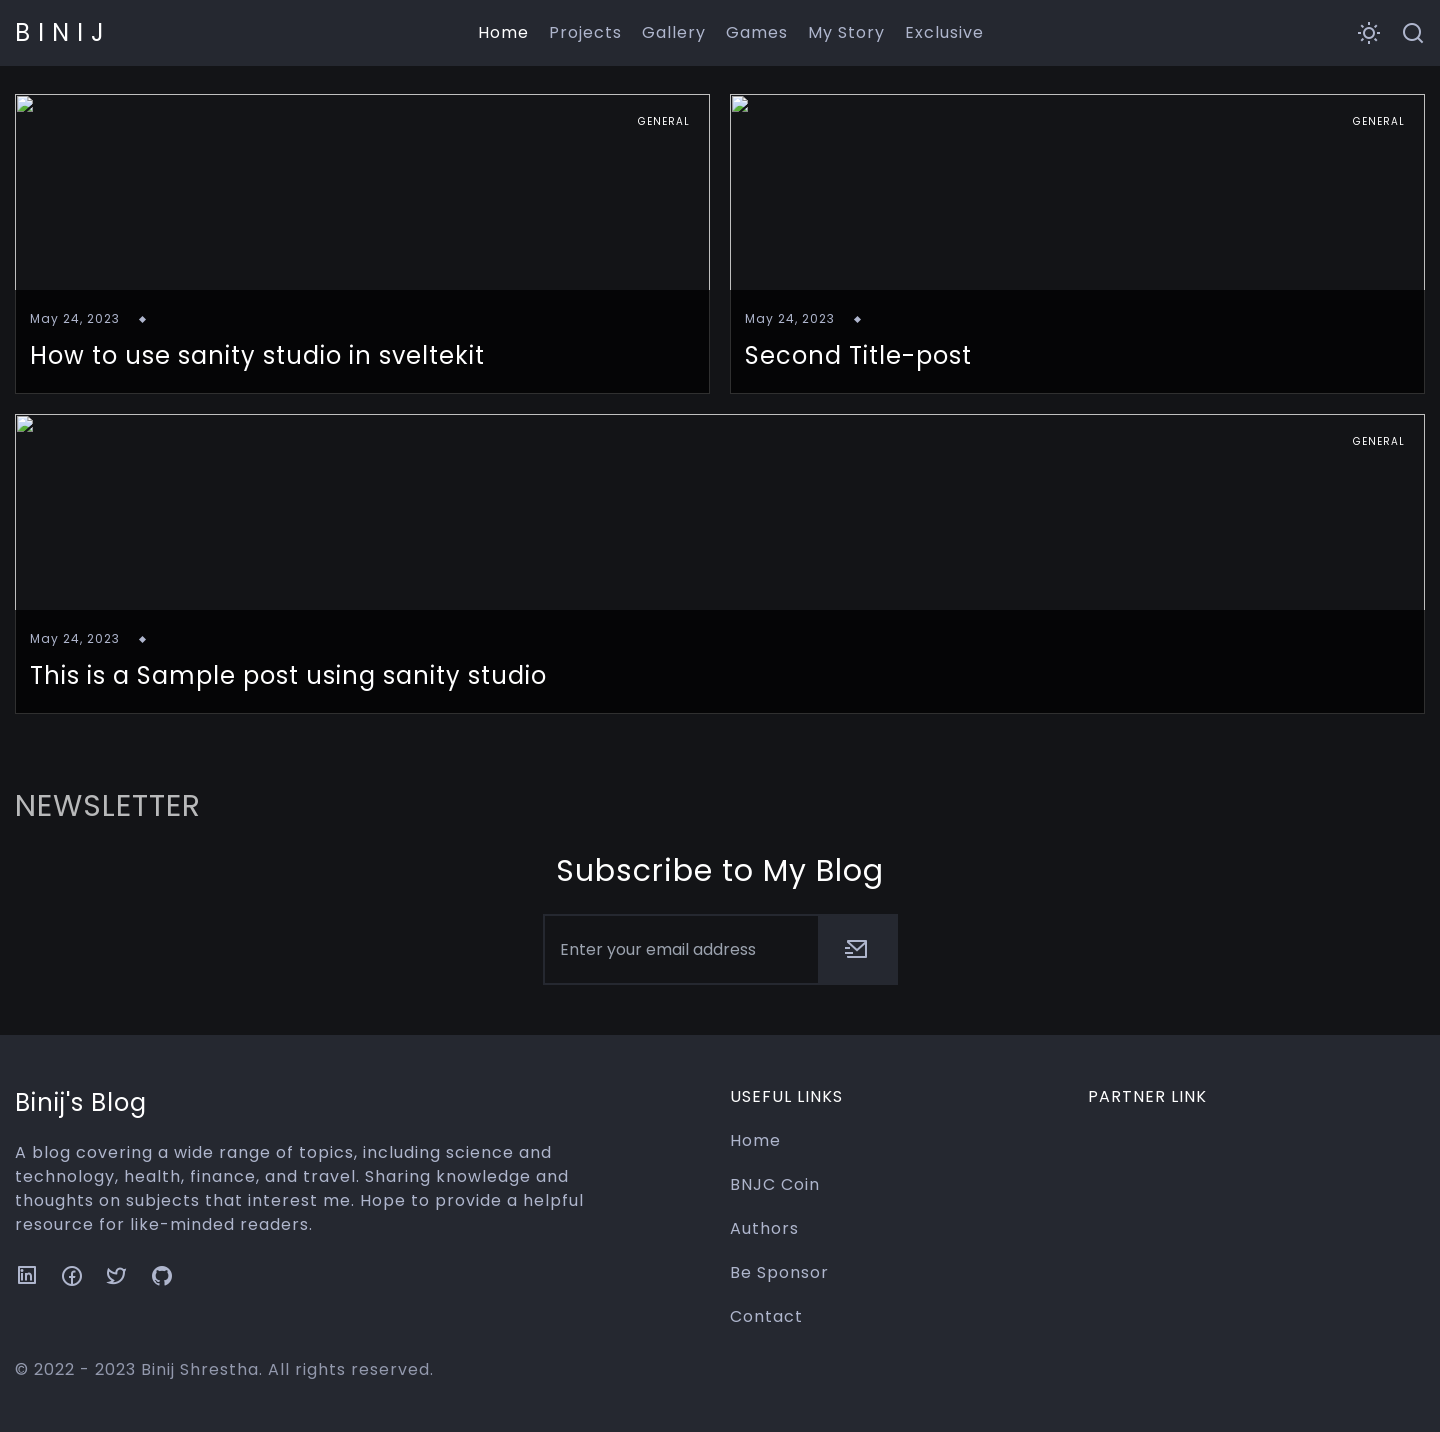 BINIJ
Home Projects Gallery Games My Story Exclusive
GENERAL
May 24, 2023
How to use sanity studio in sveltekit
GENERAL
May 24, 2023
Second Title-post
GENERAL
May 24, 2023
This is a Sample post using sanity studio
NEWSLETTER
Subscribe to My Blog
Enter your email address
Binij's Blog
A blog covering a wide range of topics, including science and
technology, health, finance, and travel. Sharing knowledge and
thoughts on subjects that interest me. Hope to provide a helpful
resource for like-minded readers.
USEFUL LINKS
Home
BNJC Coin
Authors
Be Sponsor
Contact
PARTNER LINK
© 2022 - 2023 Binij Shrestha. All rights reserved.